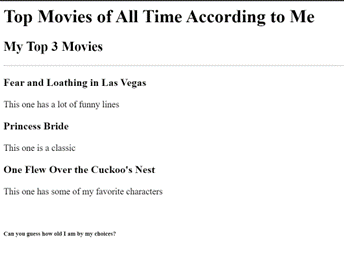 Top Movies of All Time According to Me
My Top 3 Movies
Fear and Loathing in Las Vegas
This one has a lot of funny lines
Princess Bride
This one is a classic
One Flew Over the Cuckoo's Nest
This one has some of my favorite characters
Can you guess how old I am by my choices?